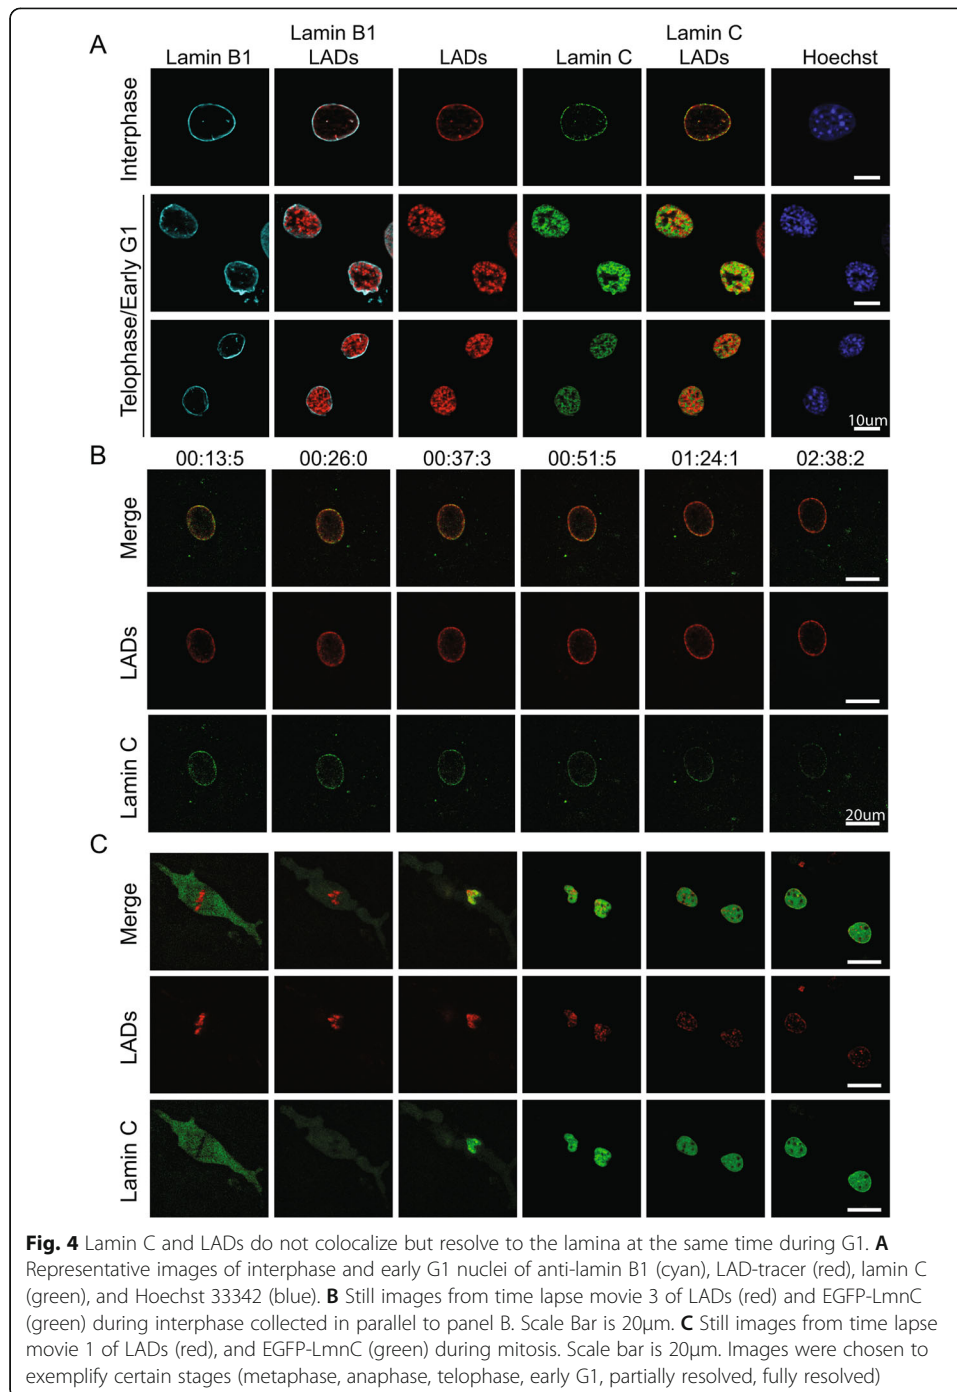 A
Lamin B1
Lamin B1 LADs
LADs
Lamin C
Lamin C LADs
Hoechst
Interphase
Telophase/Early G1
10um
B
00:13:5 00:26:0 00:37:3 00:51:5 01:24:1 02:38:2
Merge
LADs
Lamin C
20um
C
Merge
LADs
Lamin C
Fig. 4 Lamin C and LADs do not colocalize but resolve to the lamina at the same time during G1. A
Representative images of interphase and early G1 nuclei of anti-lamin B1 (cyan), LAD-tracer (red), lamin C
(green), and Hoechst 33342 (blue). B Still images from time lapse movie 3 of LADs (red) and EGFP-LmnC
(green) during interphase collected in parallel to panel B. Scale Bar is 20μm. C Still images from time lapse
movie 1 of LADs (red), and EGFP-LmnC (green) during mitosis. Scale bar is 20μm. Images were chosen to
exemplify certain stages (metaphase, anaphase, telophase, early G1, partially resolved, fully resolved)